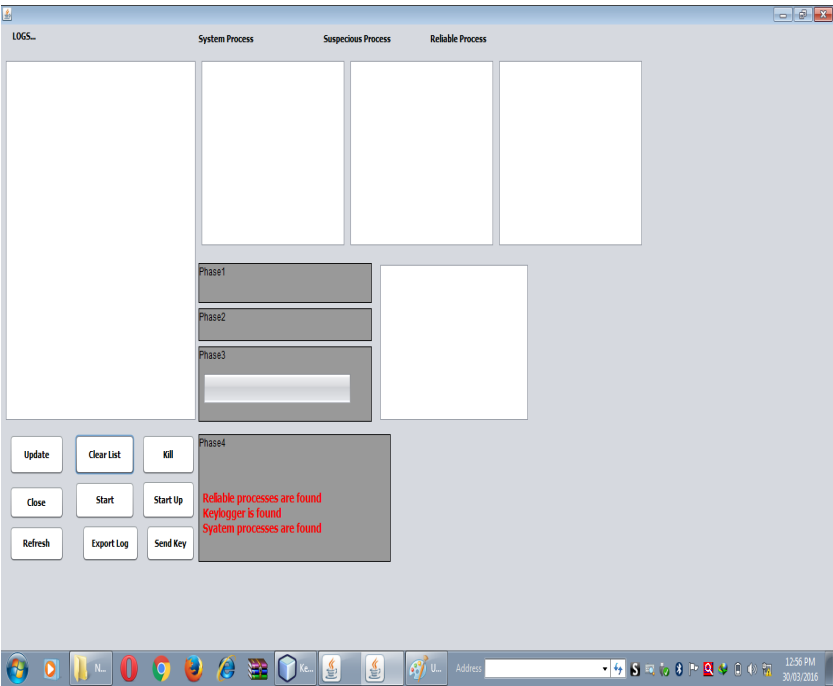 LOGS...
System Process
Suspecious Process
Reliable Process
Phase1
Phase2
Phase3
Update
Clear List
Kill
Phase4
Close
Start
Start Up
Reliable processes are found
Keylogger is found
Syatem processes are found
Refresh
Export Log
Send Key
N...
Ke...
U...
Address
12:56 PM
30/03/2016